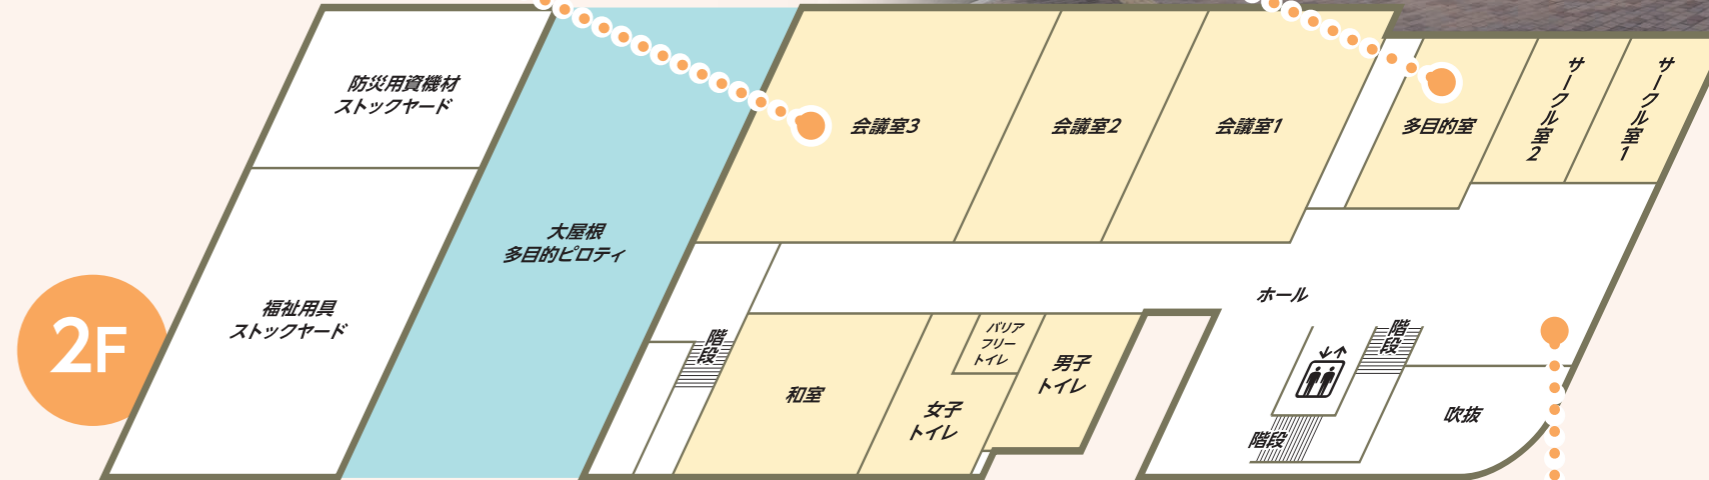 防災用資機材
ストックヤード
福祉用具
ストックヤード
2F
大屋根
多目的ピロティ
会議室3
会議室2
会議室1
多目的室
サークル室2
サークル室1
ホール
階段
和室
女子
トイレ
バリア
フリー
トイレ
男子
トイレ
階段
階段
吹抜